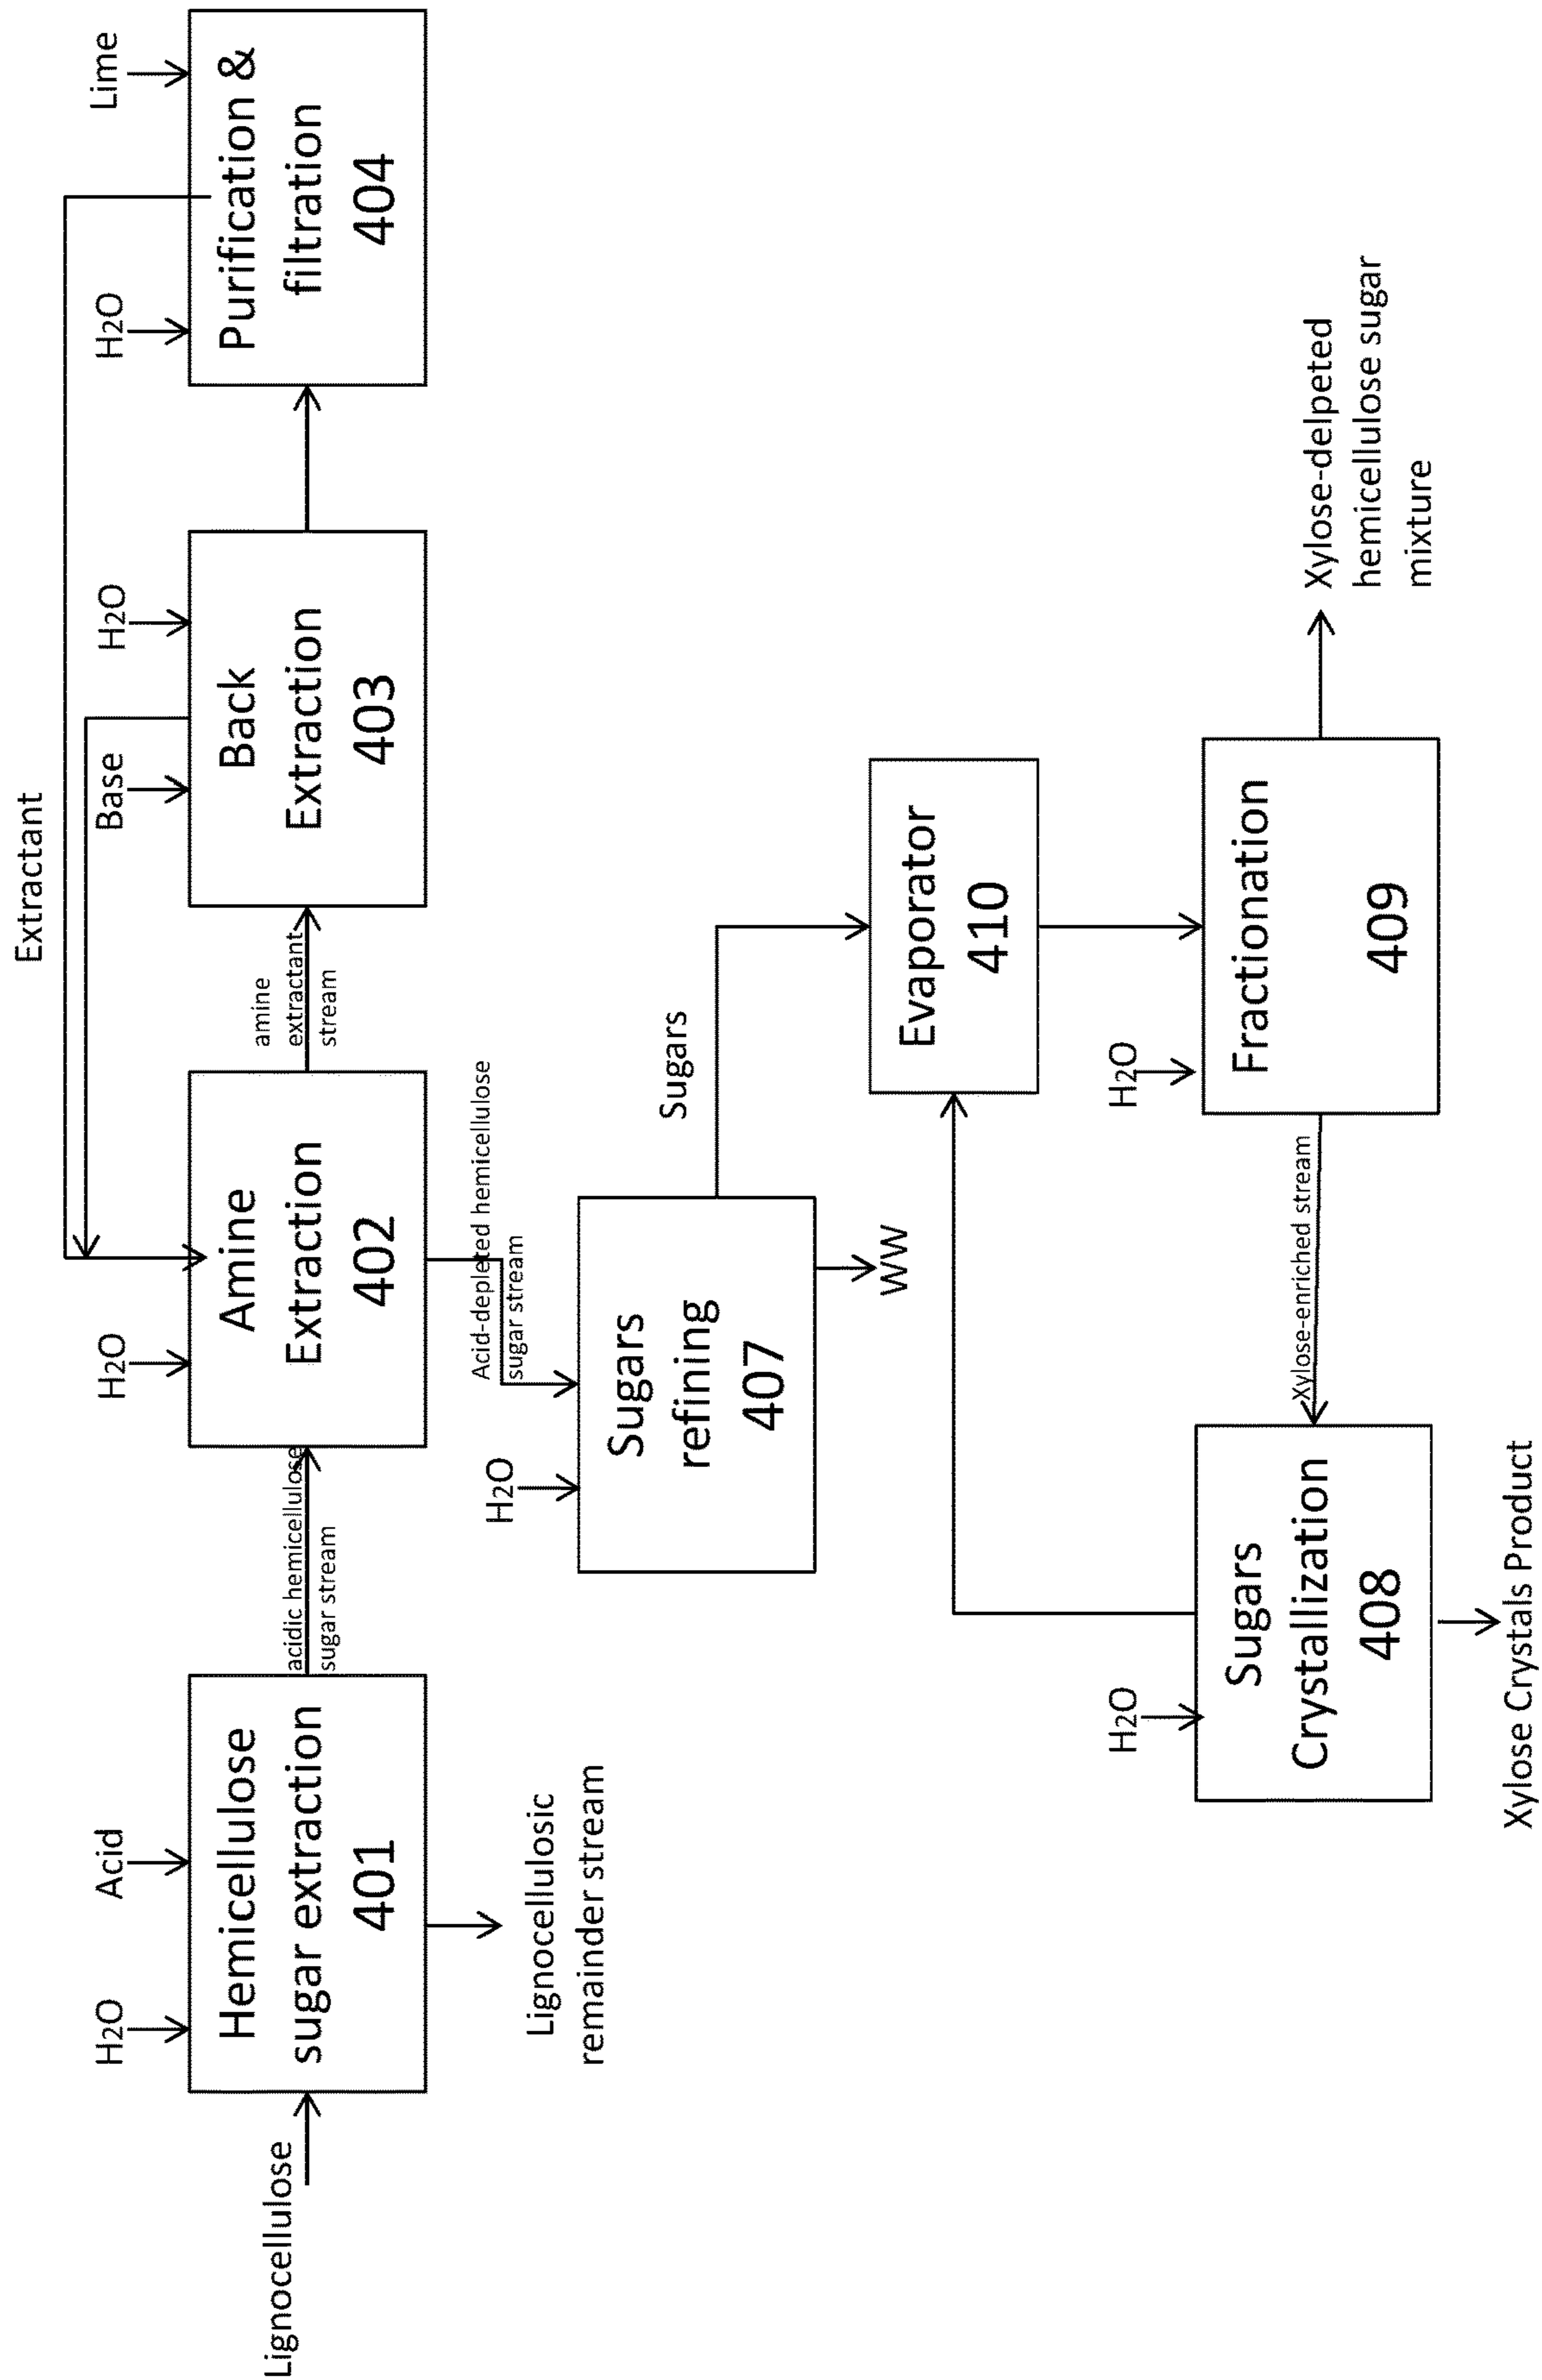 Extractant
H2O
Acid
H2O
Base
H2O
H2O
Lime
Lignocellulose
Hemicellulose
sugar extraction
401
acidic hemicellulose
sugar stream
Amine
Extraction
402
amine
extractant
stream
Back
Extraction
403
Purification &
filtration
404
Lignocellulosic
remainder stream
Acid-depleted hemicellulose
sugar stream
H2O
Sugars
refining
407
WW
Sugars
Evaporator
410
H2O
Sugars
Crystallization
408
Xylose Crystals Product
Xylose-enriched stream
H2O
Fractionation
409
Xylose-delpeted
hemicellulose sugar
mixture